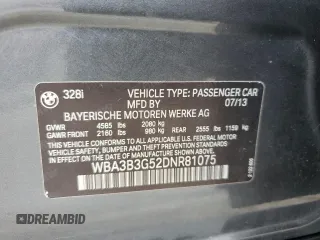 328i
VEHICLE TYPE: PASSENGER CAR
MFD BY: 07/13
BAYERISCHE MOTOREN WERKE AG
GVWR 4585 lbs 2080 kg
GAWR FRONT 2160 lbs 980 kg REAR 2555 lbs 1159 kg
THIS VEHICLE CONFORMS TO ALL APPLICABLE
U.S. FEDERAL MOTOR VEHICLE SAFETY, BUMPER, AND
THEFT PREVENTION STANDARDS IN EFFECT ON THE
DATE OF MANUFACTURE SHOWN ABOVE.
WBA3B3G52DNR81075
DREAMBID